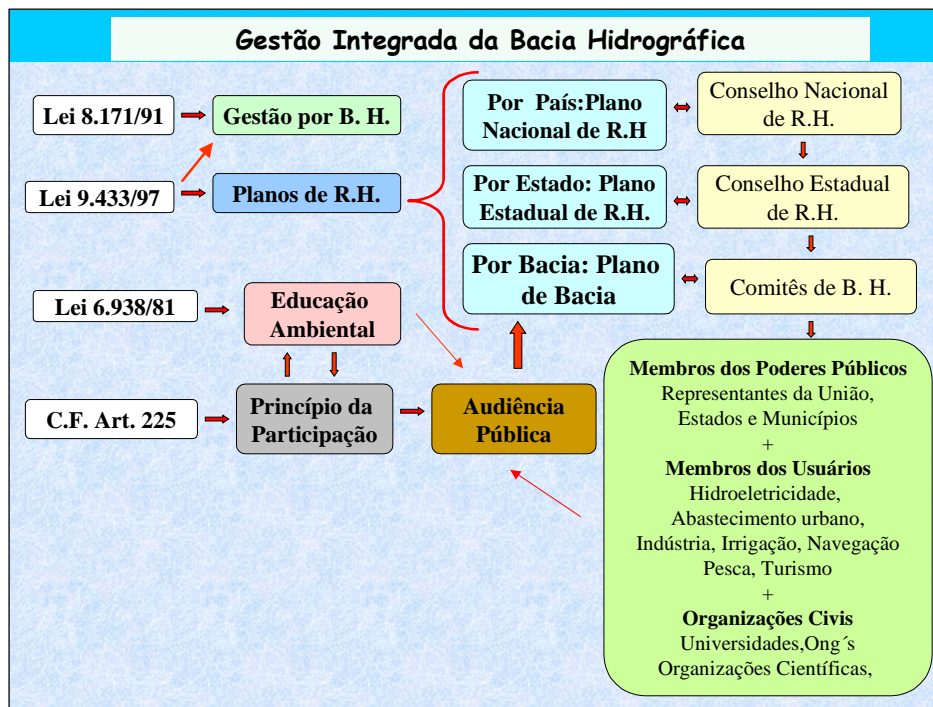 Gestão Integrada da Bacia Hidrográfica
Lei 8.171/91
Gestão por B. H.
Lei 9.433/97
Planos de R.H.
Por País:Plano
Nacional de R.H
Conselho Nacional
de R.H.
Por Estado: Plano
Estadual de R.H.
Conselho Estadual
de R.H.
Por Bacia: Plano
de Bacia
Comitês de B. H.
Lei 6.938/81
Educação
Ambiental
C.F. Art. 225
Princípio da
Participação
Audiência
Pública
Membros dos Poderes Públicos
Representantes da União,
Estados e Municípios
+
Membros dos Usuários
Hidroeletricidade,
Abastecimento urbano,
Indústria, Irrigação, Navegação
Pesca, Turismo
+
Organizações Civis
Universidades,Ong´s
Organizações Científicas,